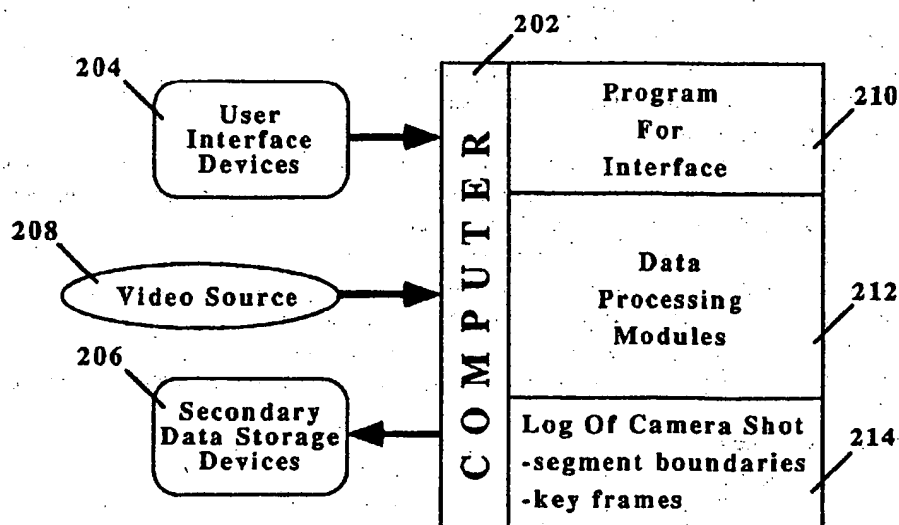 202
204
User
Interface
Devices
208
Video Source
206
Secondary
Data Storage
Devices
COMPUTER
Program
For
Interface
210
Data
Processing
Modules
212
Log Of Camera Shot
-segment boundaries
-key frames
214